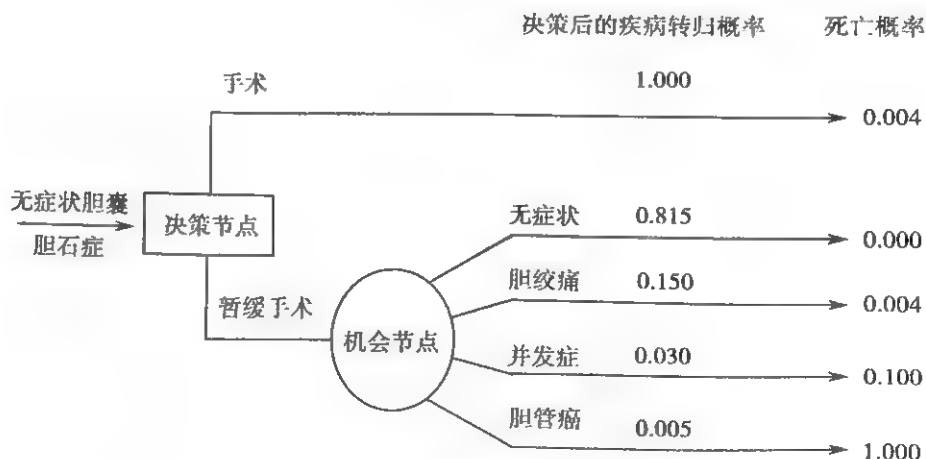 决策后的疾病转归概率 死亡概率
手术 1.000
0.004
无症状胆囊
胆石症
决策节点
无症状 0.815
0.000
胆绞痛 0.150
0.004
暂缓手术
机会节点
并发症 0.030
0.100
胆管癌 0.005
1.000